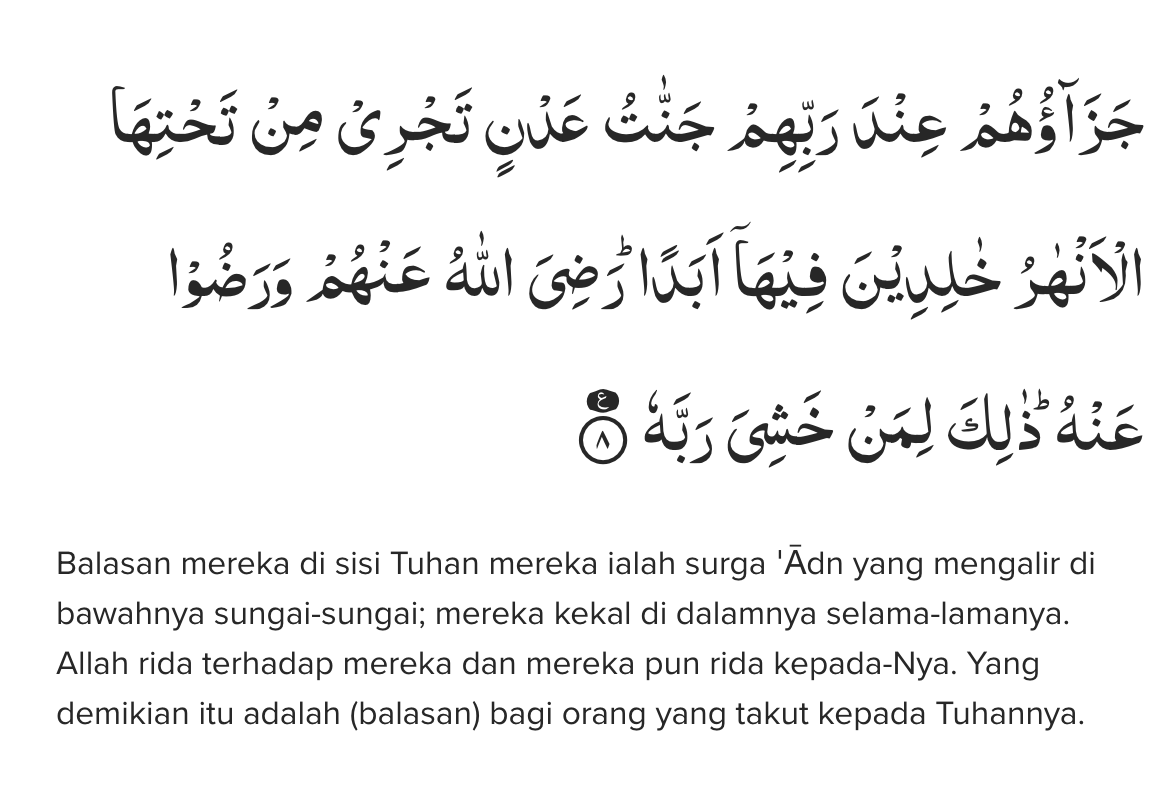 جَزَاۤؤُهُمْ عِنْدَ رَبِّهِمْ جَنّٰتُ عَدْنٍ تَجْرِيْ مِنْ تَحْتِهَا
الْاَنْهٰرُ خٰلِدِيْنَ فِيْهَآ اَبَدًا ۗرَضِيَ اللّٰهُ عَنْهُمْ وَرَضُوْا
عَنْهُ ۗذٰلِكَ لِمَنْ خَشِيَ رَبَّهٗ ࣖ ٨
Balasan mereka di sisi Tuhan mereka ialah surga 'Ādn yang mengalir di
bawahnya sungai-sungai; mereka kekal di dalamnya selama-lamanya.
Allah rida terhadap mereka dan mereka pun rida kepada-Nya. Yang
demikian itu adalah (balasan) bagi orang yang takut kepada Tuhannya.